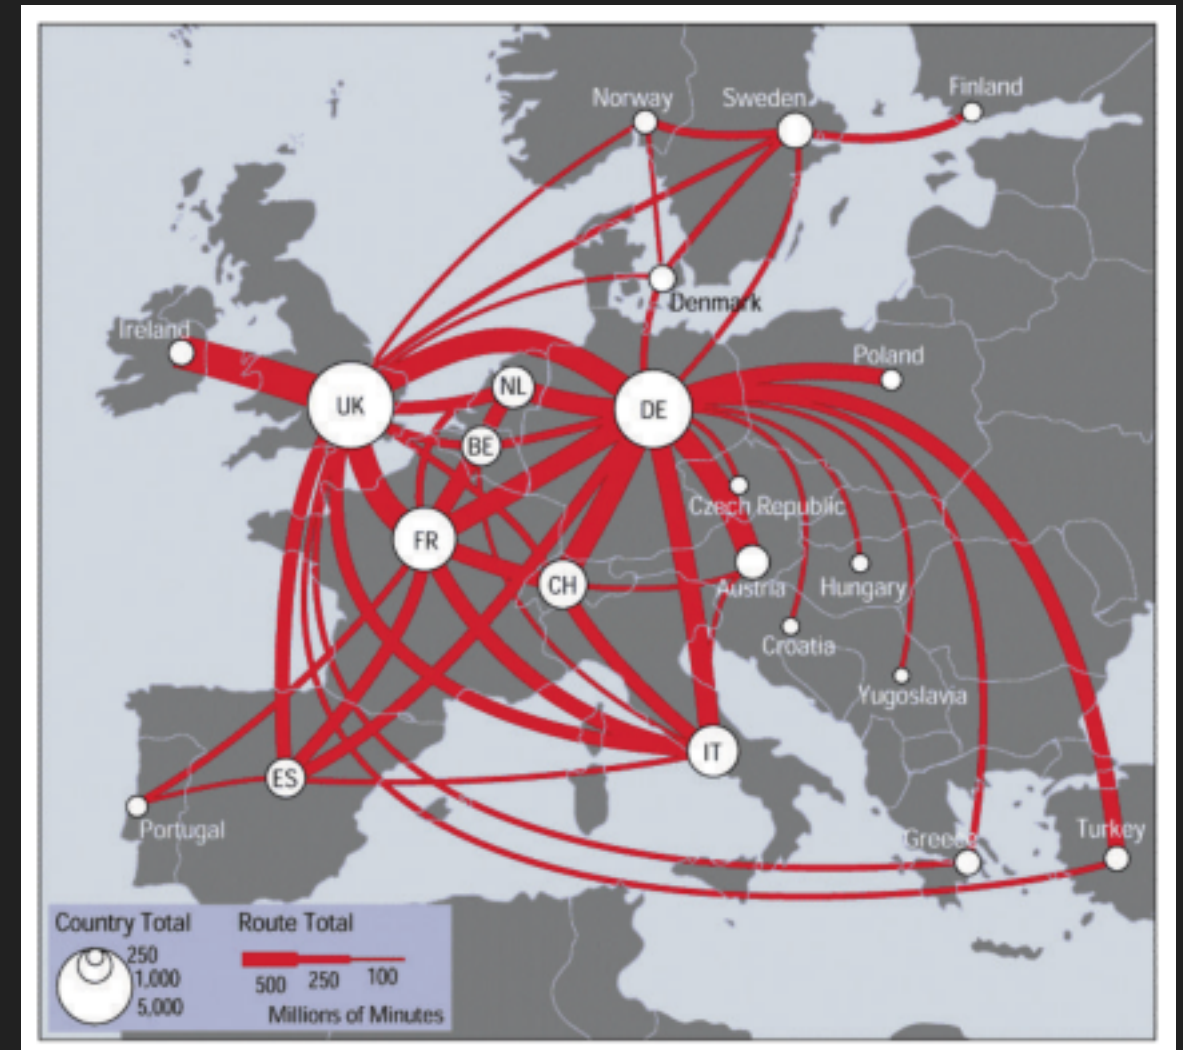 Norway
Sweden
Finland
Ireland
Denmark
Poland
UK
NL
DE
BE
Czech Republic
FR
CH
Austria
Hungary
Croatia
Yugoslavia
IT
ES
Portugal
Greece
Turkey
Country Total
250
1,000
5,000
Route Total
500 250 100
Millions of Minutes